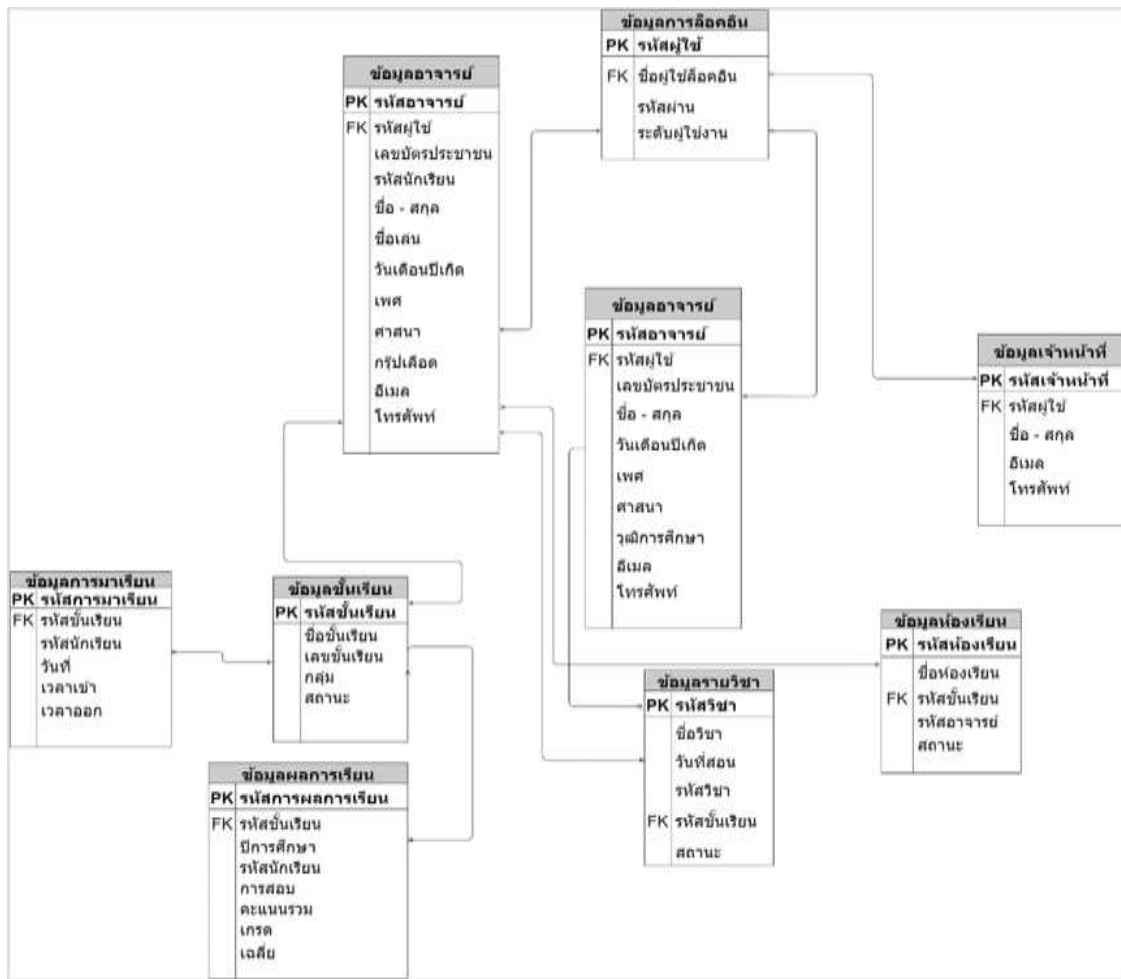 ข้อมูลการล็อคอิน
PK รหัสผู้ใช้
FK ชื่อผู้ใช้ล็อคอิน
รหัสผ่าน
ระดับผู้ใช้งาน
ข้อมูลอาจารย์
PK รหัสอาจารย์
FK รหัสผู้ใช้
เลขบัตรประชาชน
รหัสนักเรียน
ชื่อ - สกุล
ชื่อเล่น
วันเดือนปีเกิด
เพศ
ศาสนา
กรุ๊ปเลือด
อีเมล
โทรศัพท์
ข้อมูลอาจารย์
PK รหัสอาจารย์
FK รหัสผู้ใช้
เลขบัตรประชาชน
ชื่อ - สกุล
วันเดือนปีเกิด
เพศ
ศาสนา
วุฒิการศึกษา
อีเมล
โทรศัพท์
ข้อมูลเจ้าหน้าที่
PK รหัสเจ้าหน้าที่
FK รหัสผู้ใช้
ชื่อ - สกุล
อีเมล
โทรศัพท์
ข้อมูลการมาเรียน
PK รหัสการมาเรียน
FK รหัสชั้นเรียน
รหัสนักเรียน
วันที่
เวลาเข้า
เวลาออก
ข้อมูลชั้นเรียน
PK รหัสชั้นเรียน
ชื่อชั้นเรียน
เลขชั้นเรียน
กลุ่ม
สถานะ
ข้อมูลห้องเรียน
PK รหัสห้องเรียน
ชื่อห้องเรียน
FK รหัสชั้นเรียน
รหัสอาจารย์
สถานะ
ข้อมูลรายวิชา
PK รหัสวิชา
ชื่อวิชา
วันที่สอน
รหัสวิชา
FK รหัสชั้นเรียน
สถานะ
ข้อมูลผลการเรียน
PK รหัสการผลการเรียน
FK รหัสชั้นเรียน
ปีการศึกษา
รหัสนักเรียน
การสอบ
คะแนนรวม
เกรด
เฉลี่ย